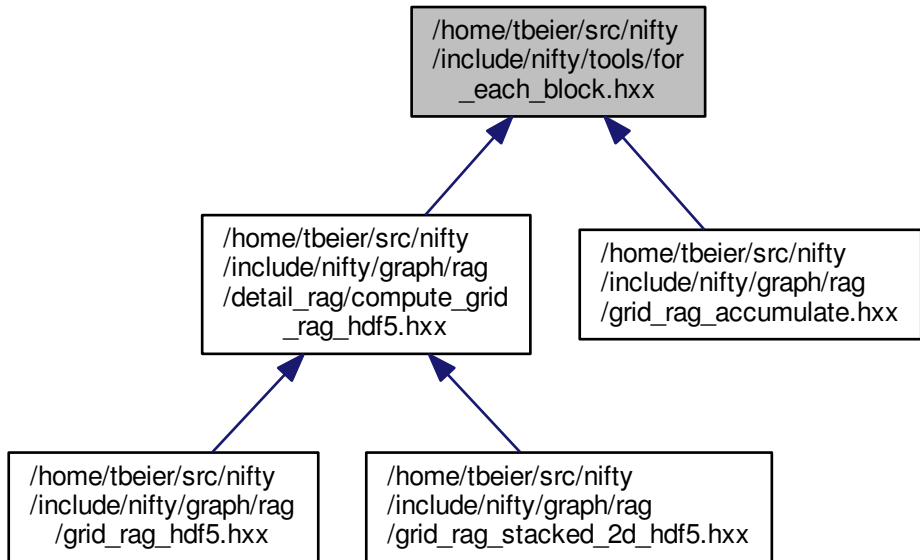 /home/tbeier/src/nifty
/include/nifty/tools/for
_each_block.hxx
/home/tbeier/src/nifty
/include/nifty/graph/rag
/detail_rag/compute_grid
_rag_hdf5.hxx
/home/tbeier/src/nifty
/include/nifty/graph/rag
/grid_rag_accumulate.hxx
/home/tbeier/src/nifty
/include/nifty/graph/rag
/grid_rag_hdf5.hxx
/home/tbeier/src/nifty
/include/nifty/graph/rag
/grid_rag_stacked_2d_hdf5.hxx